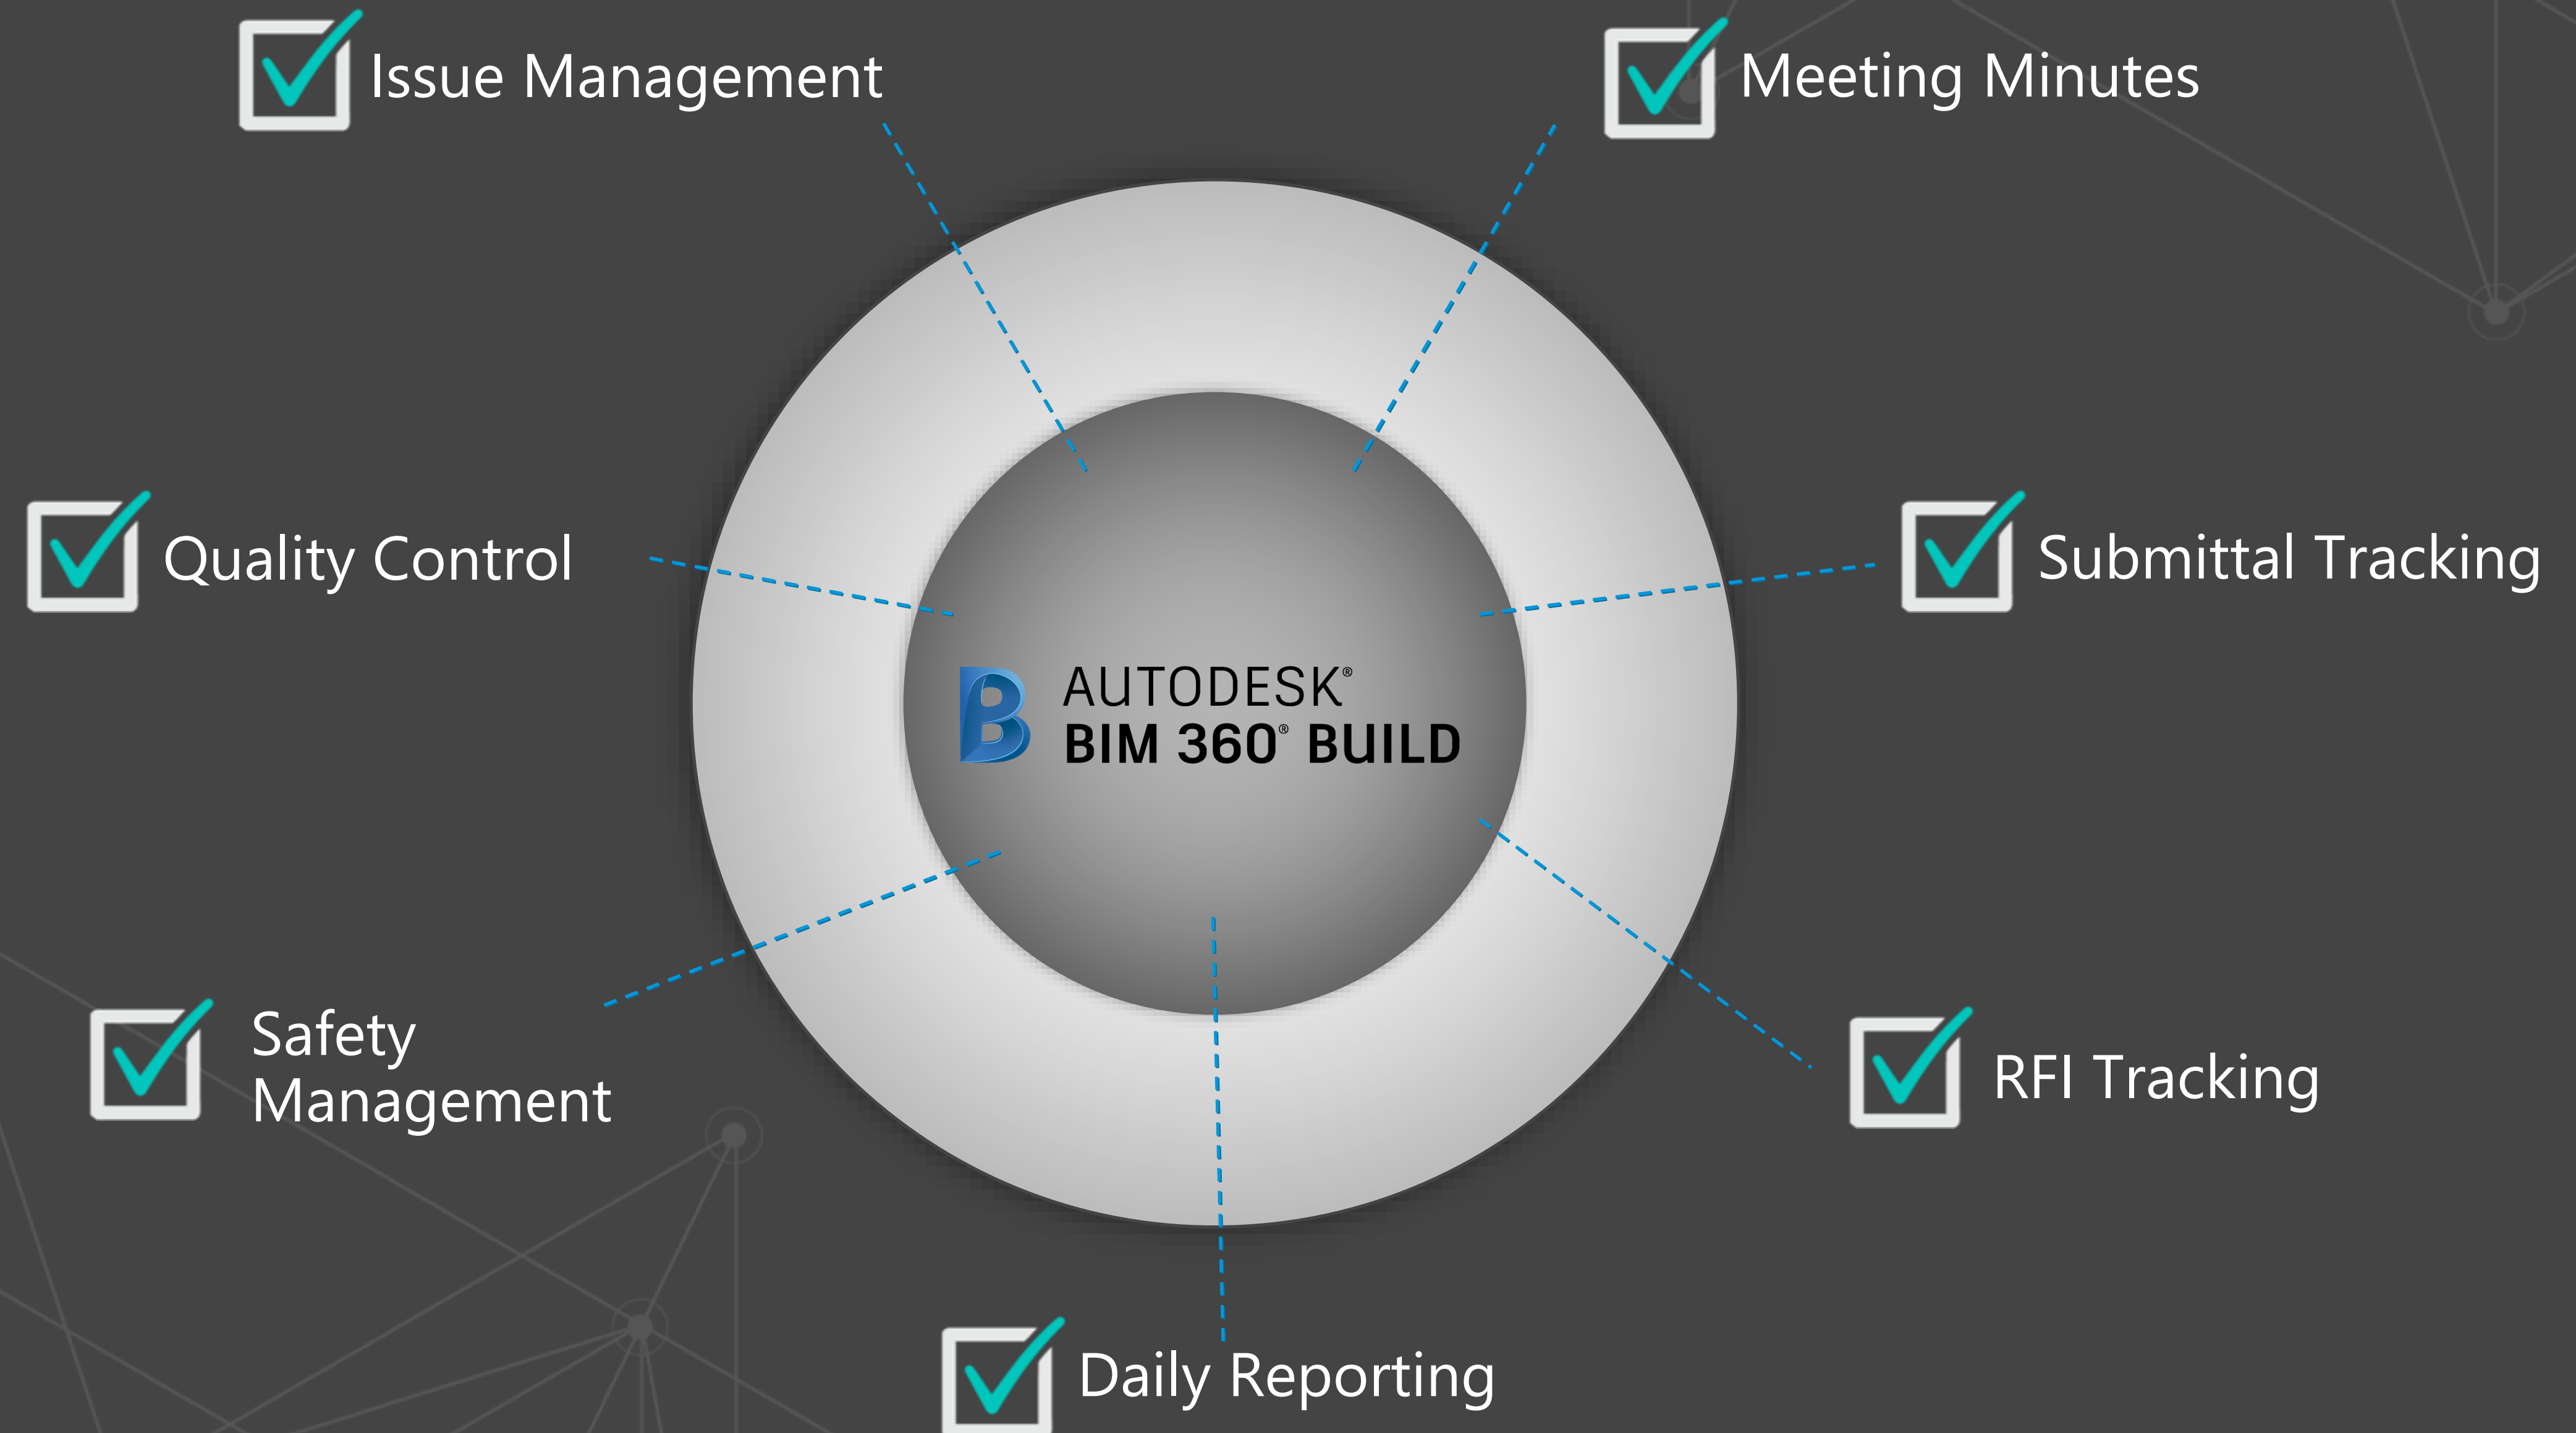 Issue Management
Meeting Minutes
Quality Control
Submittal Tracking
AUTODESK®
BIM 360® BUILD
Safety
Management
RFI Tracking
Daily Reporting